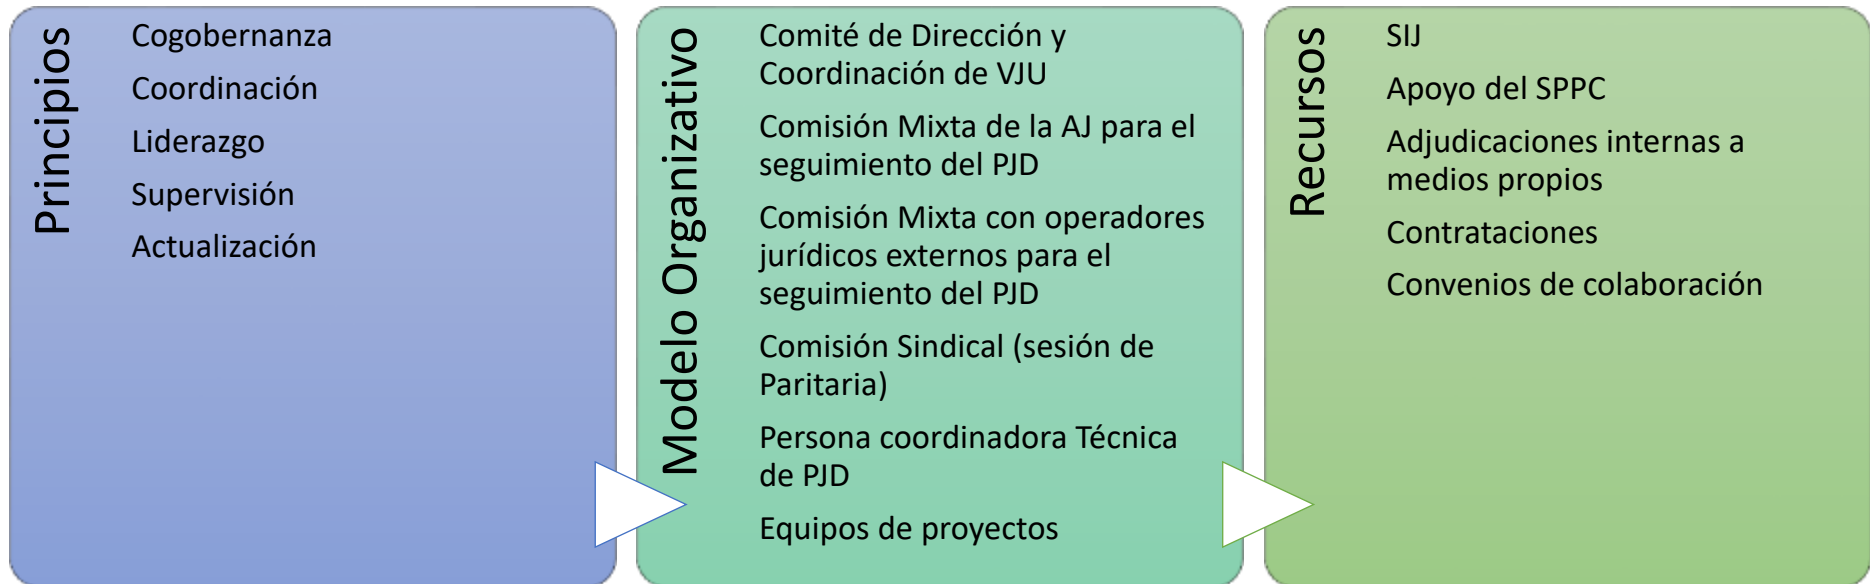 Principios
Cogobernanza
Coordinación
Liderazgo
Supervisión
Actualización
Modelo Organizativo
Comité de Dirección y
Coordinación de VJU
Comisión Mixta de la AJ para el
seguimiento del PJD
Comisión Mixta con operadores
jurídicos externos para el
seguimiento del PJD
Comisión Sindical (sesión de
Paritaria)
Persona coordinadora Técnica
de PJD
Equipos de proyectos
Recursos
SIJ
Apoyo del SPPC
Adjudicaciones internas a
medios propios
Contrataciones
Convenios de colaboración